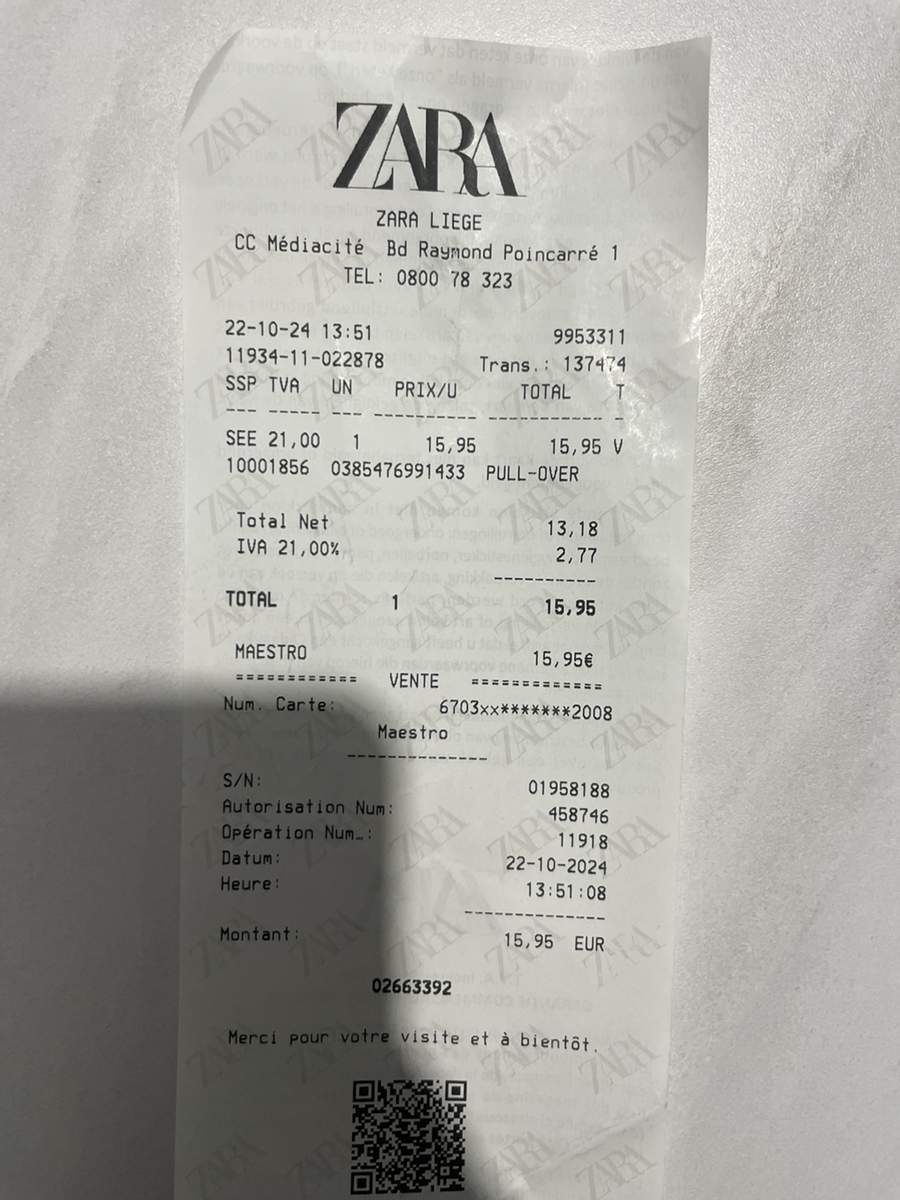 ZARA
ZARA LIEGE
CC Médiacité Bd Raymond Poincarré 1
TEL: 0800 78 323
22-10-24 13:51 9953311
11934-11-022878 Trans.: 137474
SSP TVA UN PRIX/U TOTAL T
--- ----- --- ---------- ----------- -
SEE 21,00 1 15,95 15,95 V
10001856 0385476991433 PULL-OVER
Total Net 13,18
IVA 21,00% 2,77
----------
TOTAL 1 15,95
MAESTRO 15,95€
============ VENTE =============
Num. Carte: 6703xx*******2008
Maestro
--------------
S/N: 01958188
Autorisation Num: 458746
Opération Num…: 11918
Datum: 22-10-2024
Heure: 13:51:08
--------------
Montant: 15,95 EUR
02663392
Merci pour votre visite et à bientôt.